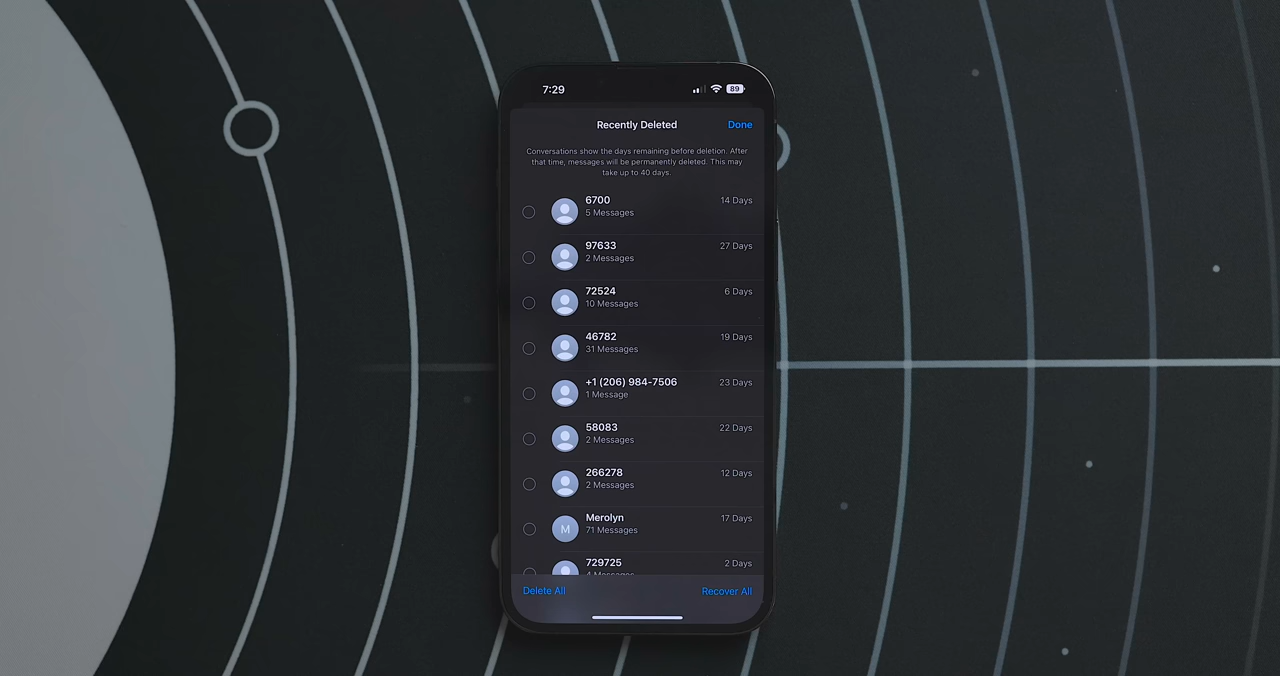 7:29
89
Recently Deleted
Done
Conversations show the days remaining before deletion. After
that time, messages will be permanently deleted. This may
take up to 40 days.
6700
14 Days
5 Messages
97633
27 Days
2 Messages
72524
6 Days
10 Messages
46782
19 Days
31 Messages
+1 (206) 984-7506
23 Days
1 Message
58083
22 Days
2 Messages
266278
12 Days
2 Messages
M
Merolyn
17 Days
71 Messages
729725
2 Days
4 Messages
Delete All
Recover All